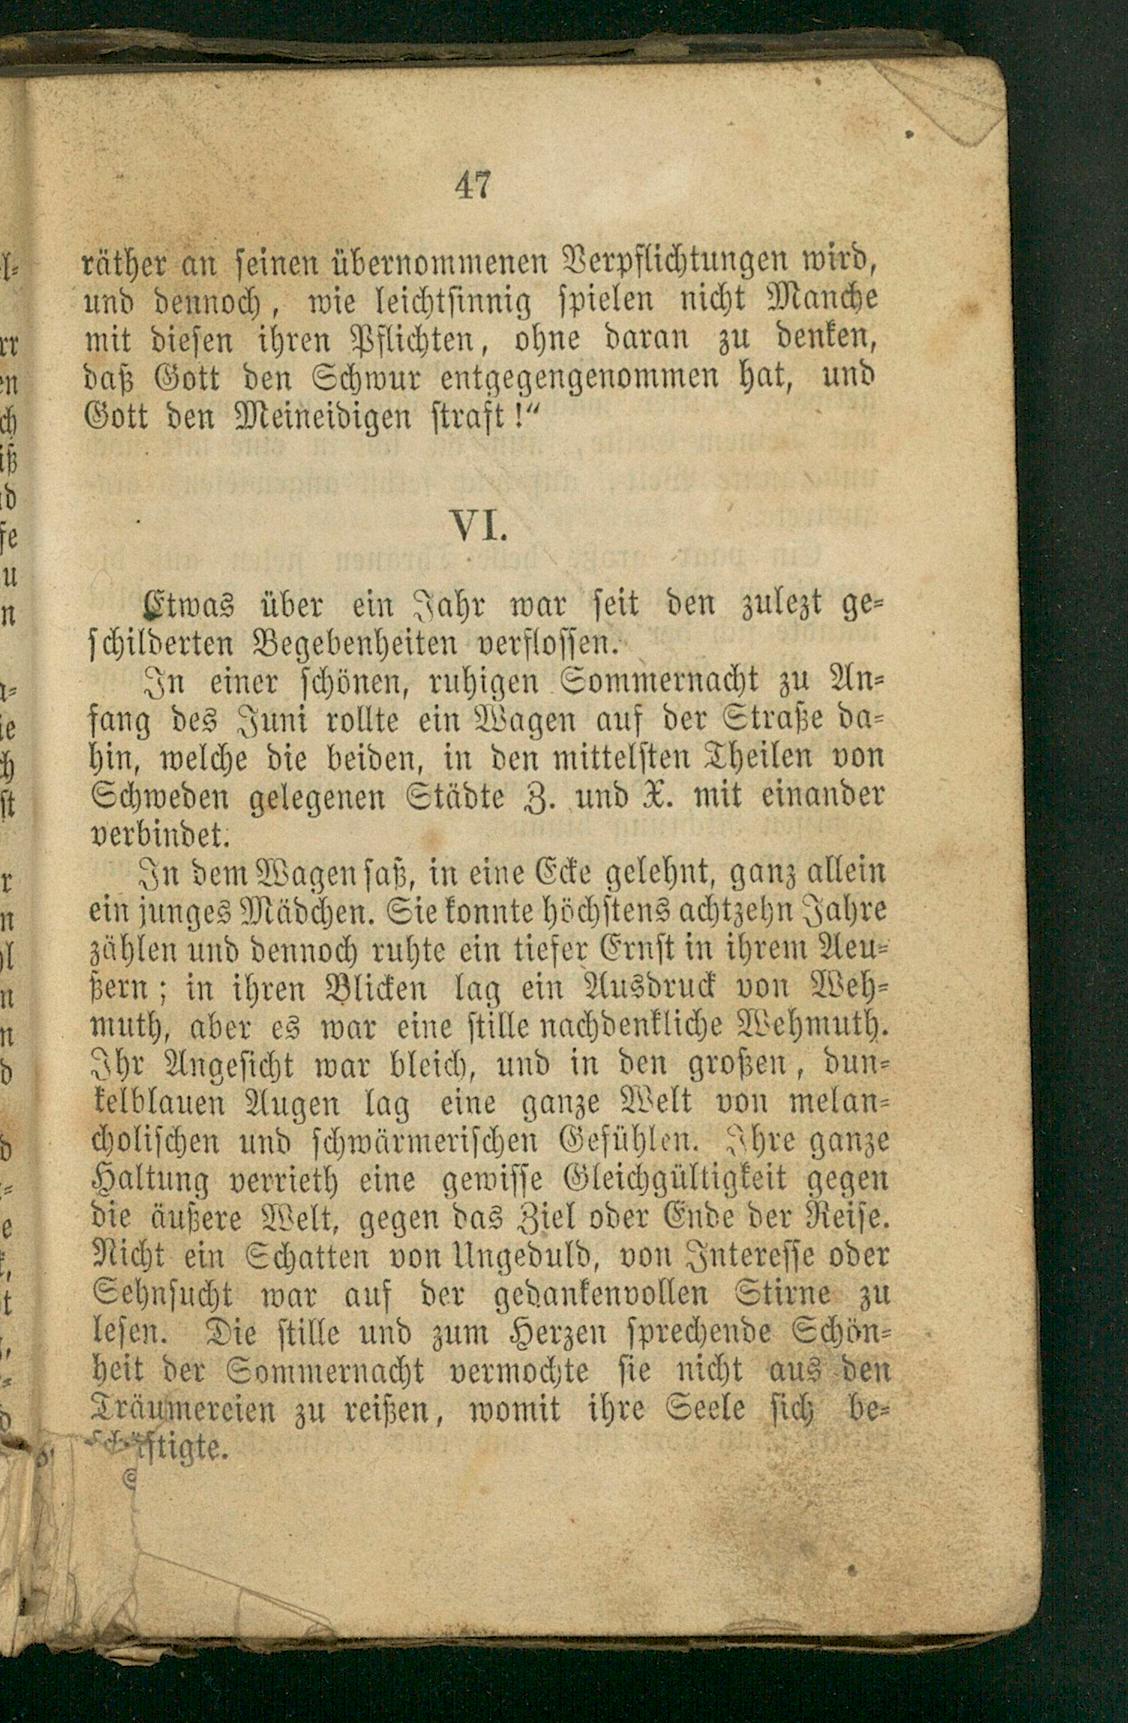 47
räther an seinen übernommenen Verpflichtungen wird,
und dennoch, wie leichtsinnig spielen nicht Manche
mit diesen ihren Pflichten, ohne daran zu denken,
daß Gott den Schwur entgegengenommen hat, und
Gott den Meineidigen straft!“
VI.
Etwas über ein Jahr war seit den zulezt ge-
schilderten Begebenheiten verflossen.
In einer schönen, ruhigen Sommernacht zu An-
fang des Juni rollte ein Wagen auf der Straße da-
hin, welche die beiden, in den mittelsten Theilen von
Schweden gelegenen Städte Z. und X. mit einander
verbindet.
In dem Wagen saß, in eine Ecke gelehnt, ganz allein
ein junges Mädchen. Sie konnte höchstens achtzehn Jahre
zählen und dennoch ruhte ein tiefer Ernst in ihrem Aeu-
ßern; in ihren Blicken lag ein Ausdruck von Weh-
muth, aber es war eine stille nachdenkliche Wehmuth.
Ihr Angesicht war bleich, und in den großen, dun-
kelblauen Augen lag eine ganze Welt von melan-
cholischen und schwärmerischen Gefühlen. Ihre ganze
Haltung verrieth eine gewisse Gleichgültigkeit gegen
die äußere Welt, gegen das Ziel oder Ende der Reise.
Nicht ein Schatten von Ungeduld, von Interesse oder
Sehnsucht war auf der gedankenvollen Stirne zu
lesen. Die stille und zum Herzen sprechende Schön-
heit der Sommernacht vermochte sie nicht aus den
Träumereien zu reißen, womit ihre Seele sich be-
schäftigte.